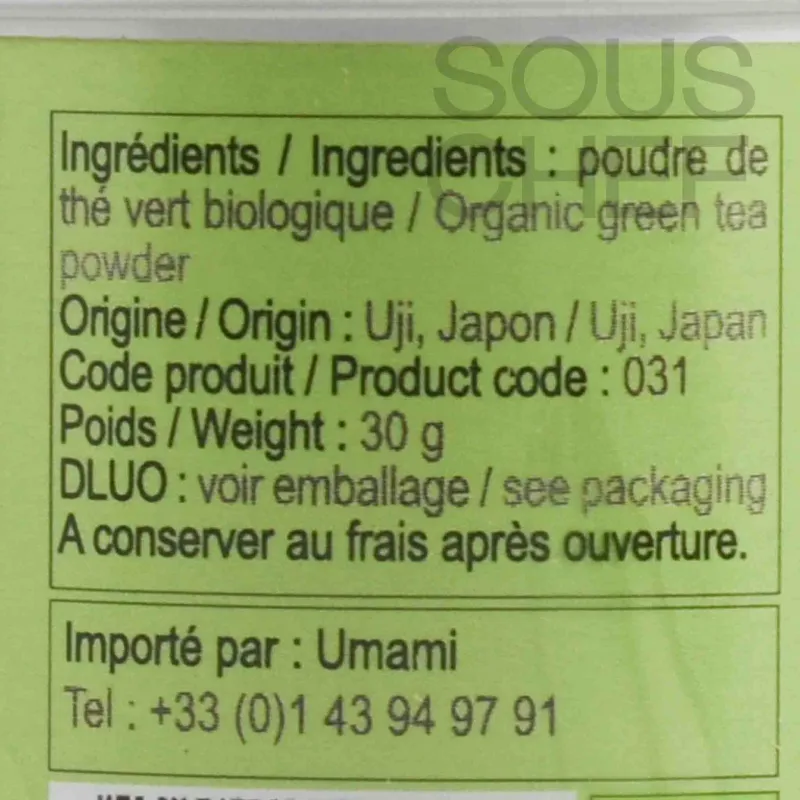 SOUS
CHEF
Ingrédients / Ingredients : poudre de
thé vert biologique / Organic green tea
powder
Origine / Origin : Uji, Japon / Uji, Japan
Code produit / Product code : 031
Poids / Weight : 30 g
DLUO : voir emballage / see packaging
A conserver au frais après ouverture.
Importé par : Umami
Tel : +33 (0)1 43 94 97 91